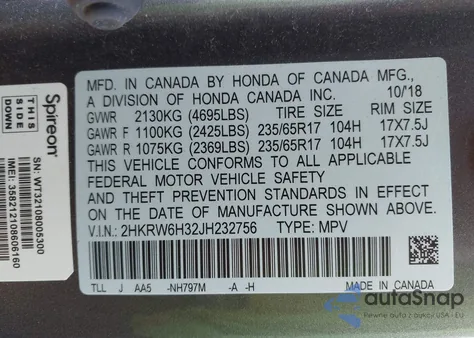 MFD. IN CANADA BY HONDA OF CANADA MFG.,
A DIVISION OF HONDA CANADA INC. 10/18
GVWR 2130KG (4695LBS) TIRE SIZE RIM SIZE
GAWR F 1100KG (2425LBS) 235/65R17 104H 17X7.5J
GAWR R 1075KG (2369LBS) 235/65R17 104H 17X7.5J
THIS VEHICLE CONFORMS TO ALL APPLICABLE
FEDERAL MOTOR VEHICLE SAFETY
AND THEFT PREVENTION STANDARDS IN EFFECT
ON THE DATE OF MANUFACTURE SHOWN ABOVE.
V.I.N.: 2HKRW6H32JH232756 TYPE: MPV
TLL J AA5 -NH797M -A -H MADE IN CANADA
Spireon
THIS
SIDE
DOWN
SN: WT32108005300
IMEI: 358212108606160
autoSnap